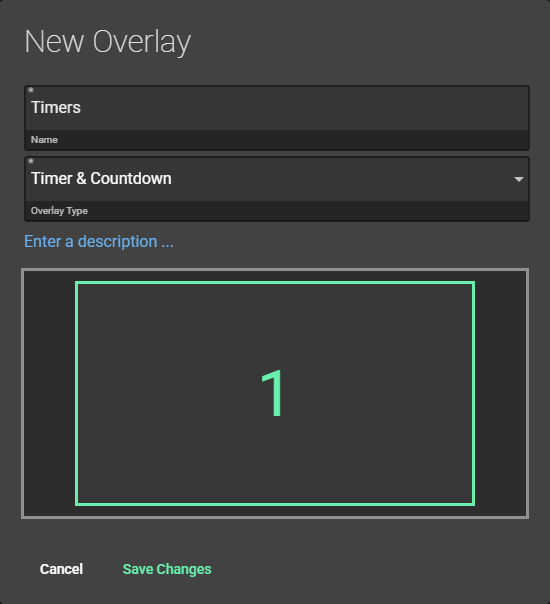 New Overlay
*
Timers
Name
*
Timer & Countdown
Overlay Type
Enter a description ...
1
Cancel Save Changes